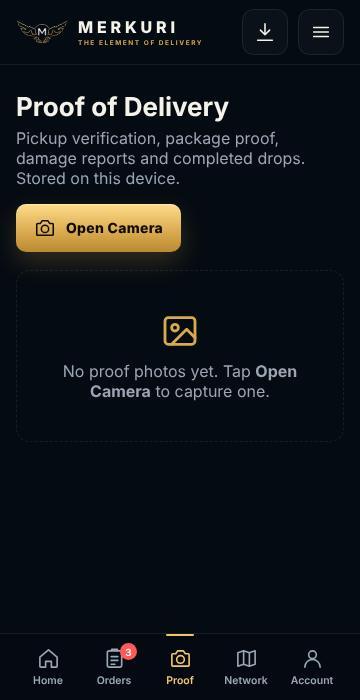 M
MERKURI
THE ELEMENT OF DELIVERY
Proof of Delivery
Pickup verification, package proof,
damage reports and completed drops.
Stored on this device.
Open Camera
No proof photos yet. Tap Open
Camera to capture one.
3
Home
Orders
Proof
Network
Account